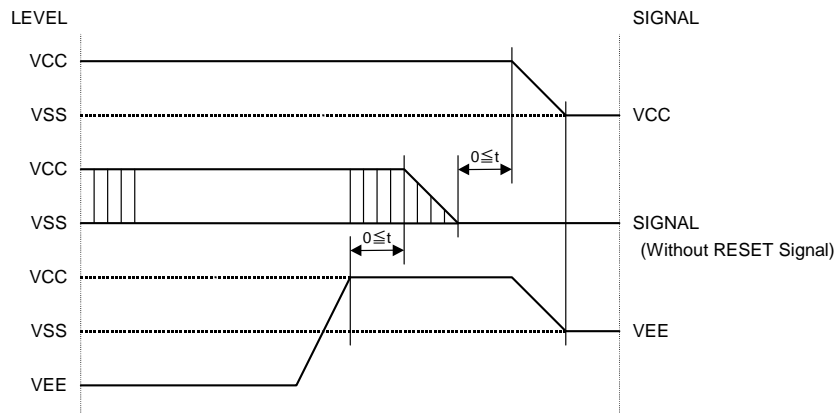 LEVEL SIGNAL
VCC
VSS VCC
0≦t
VCC
VSS SIGNAL
(Without RESET Signal)
0≦t
VCC
VSS VEE
VEE